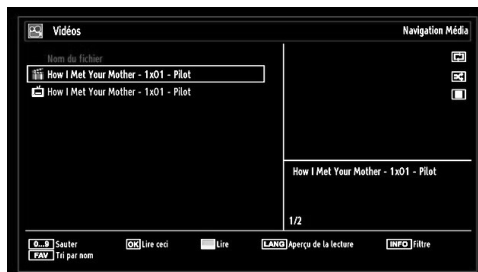 Vidéos Navigation Média
Nom du fichier
How I Met Your Mother - 1x01 - Pilot
How I Met Your Mother - 1x01 - Pilot
How I Met Your Mother - 1x01 - Pilot
1/2
0...9 Sauter OK Lire ceci Lire LANG Aperçu de la lecture INFO Filtre
FAV Tri par nom